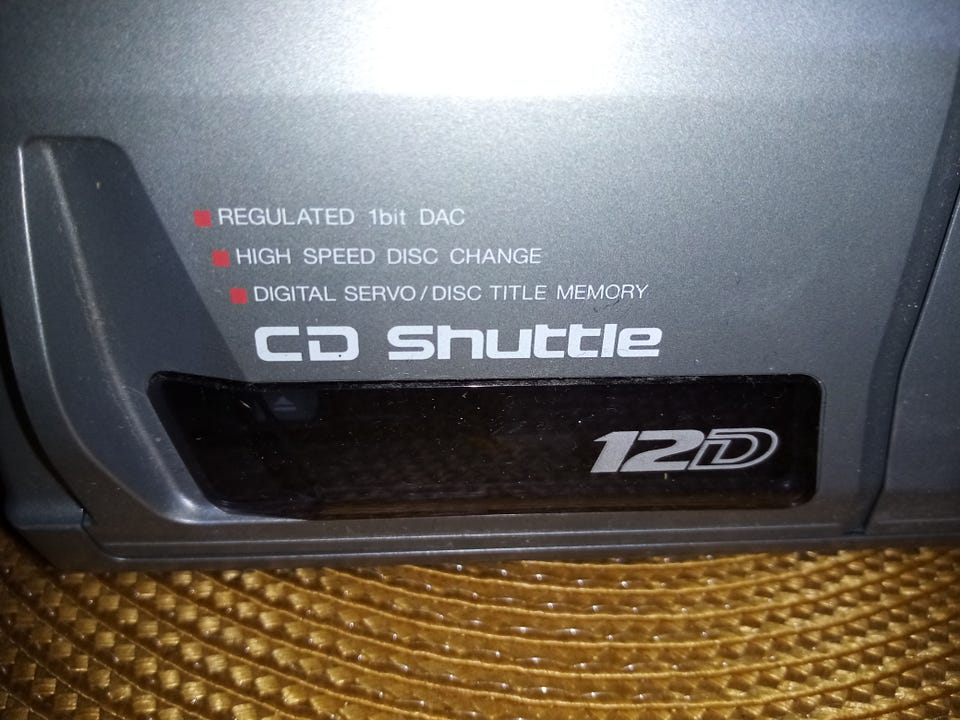 REGULATED 1bit DAC
HIGH SPEED DISC CHANGE
DIGITAL SERVO/DISC TITLE MEMORY
CD Shuttle
12D